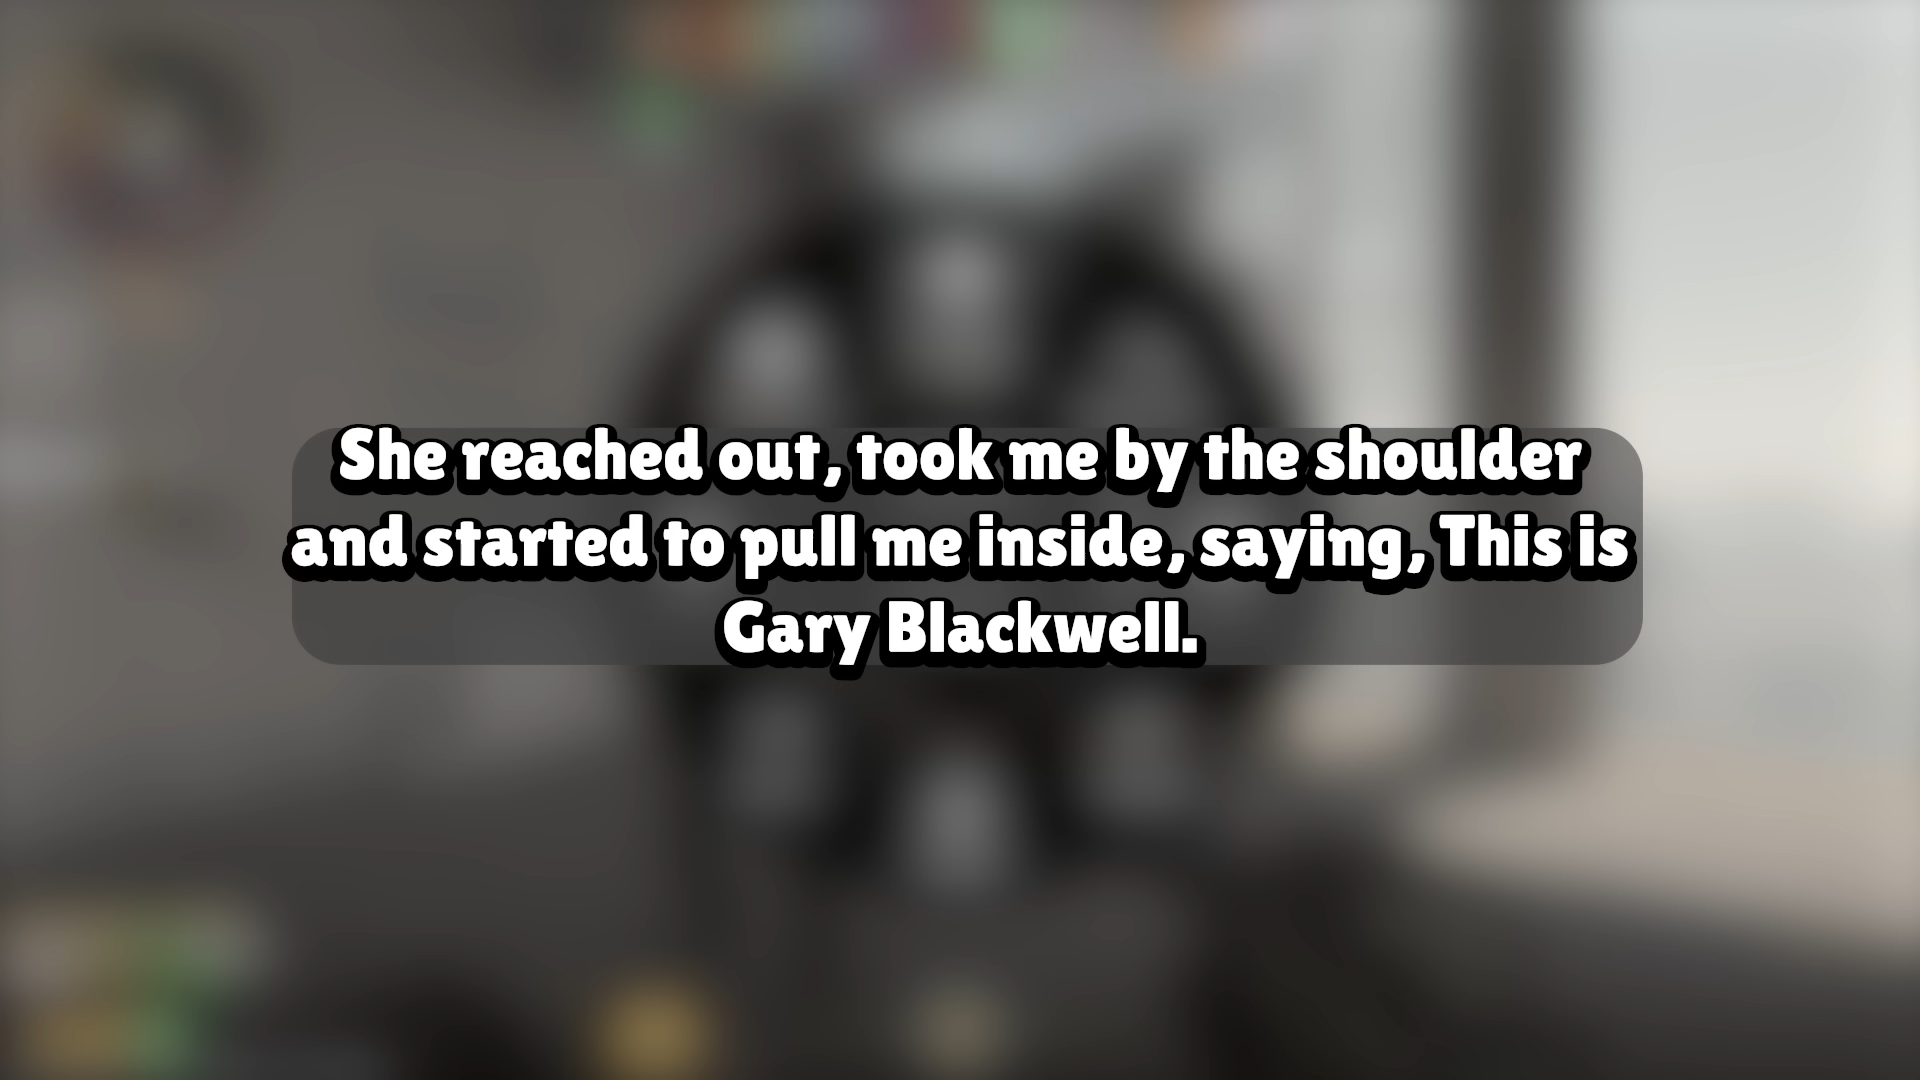 She reached out, took me by the shoulder
and started to pull me inside, saying, This is
Gary Blackwell.